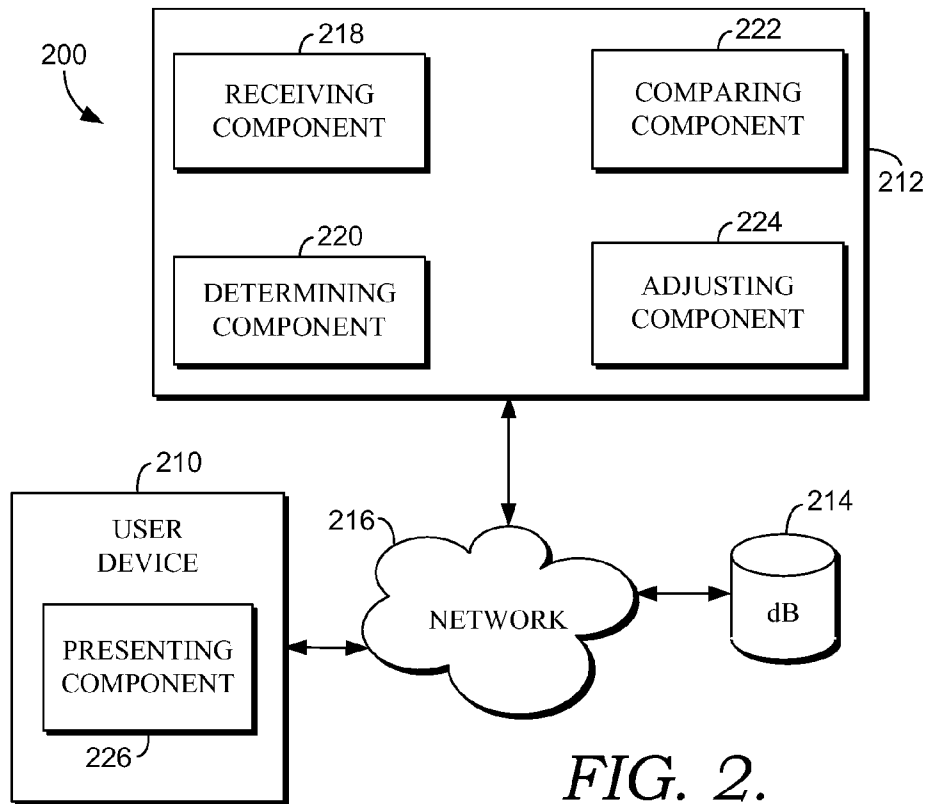 200
218
RECEIVING
COMPONENT
222
COMPARING
COMPONENT
212
220
DETERMINING
COMPONENT
224
ADJUSTING
COMPONENT
210
USER
DEVICE
PRESENTING
COMPONENT
226
216
NETWORK
214
dB
FIG. 2.